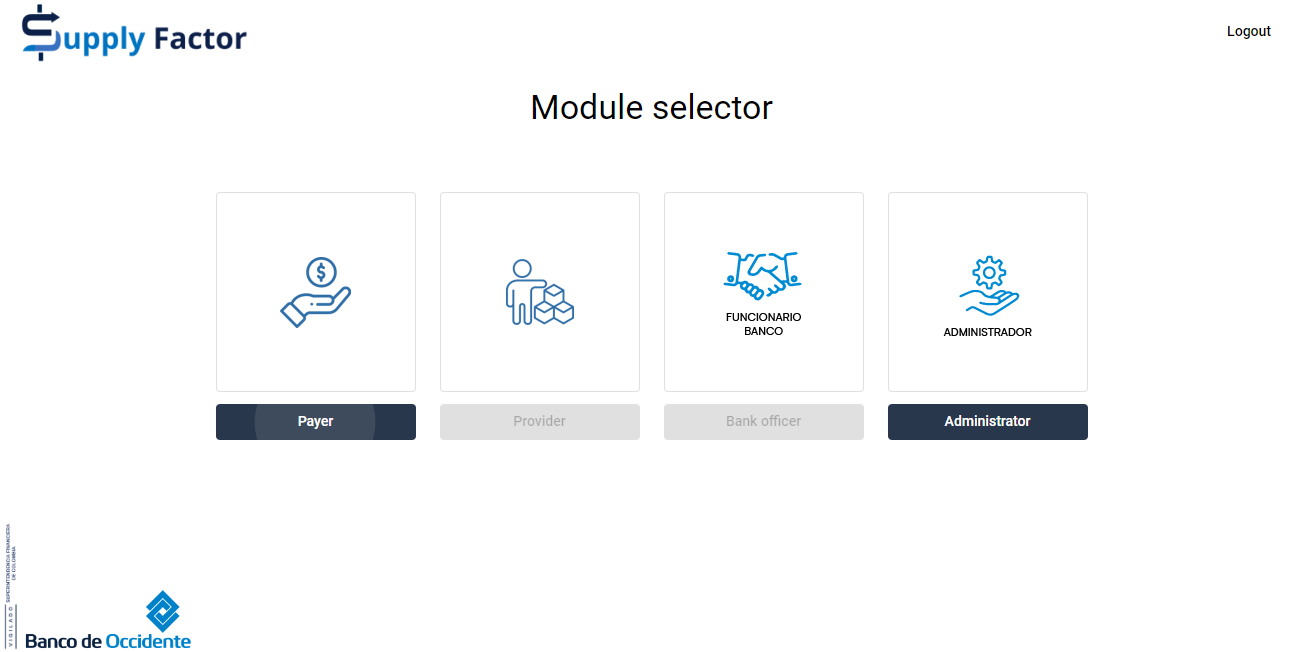 Supply Factor
Logout
Module selector
$
FUNCIONARIO
BANCO
ADMINISTRADOR
Payer
Provider
Bank officer
Administrator
VIGILADO SUPERINTENDENCIA FINANCIERA
DE COLOMBIA
Banco de Occidente